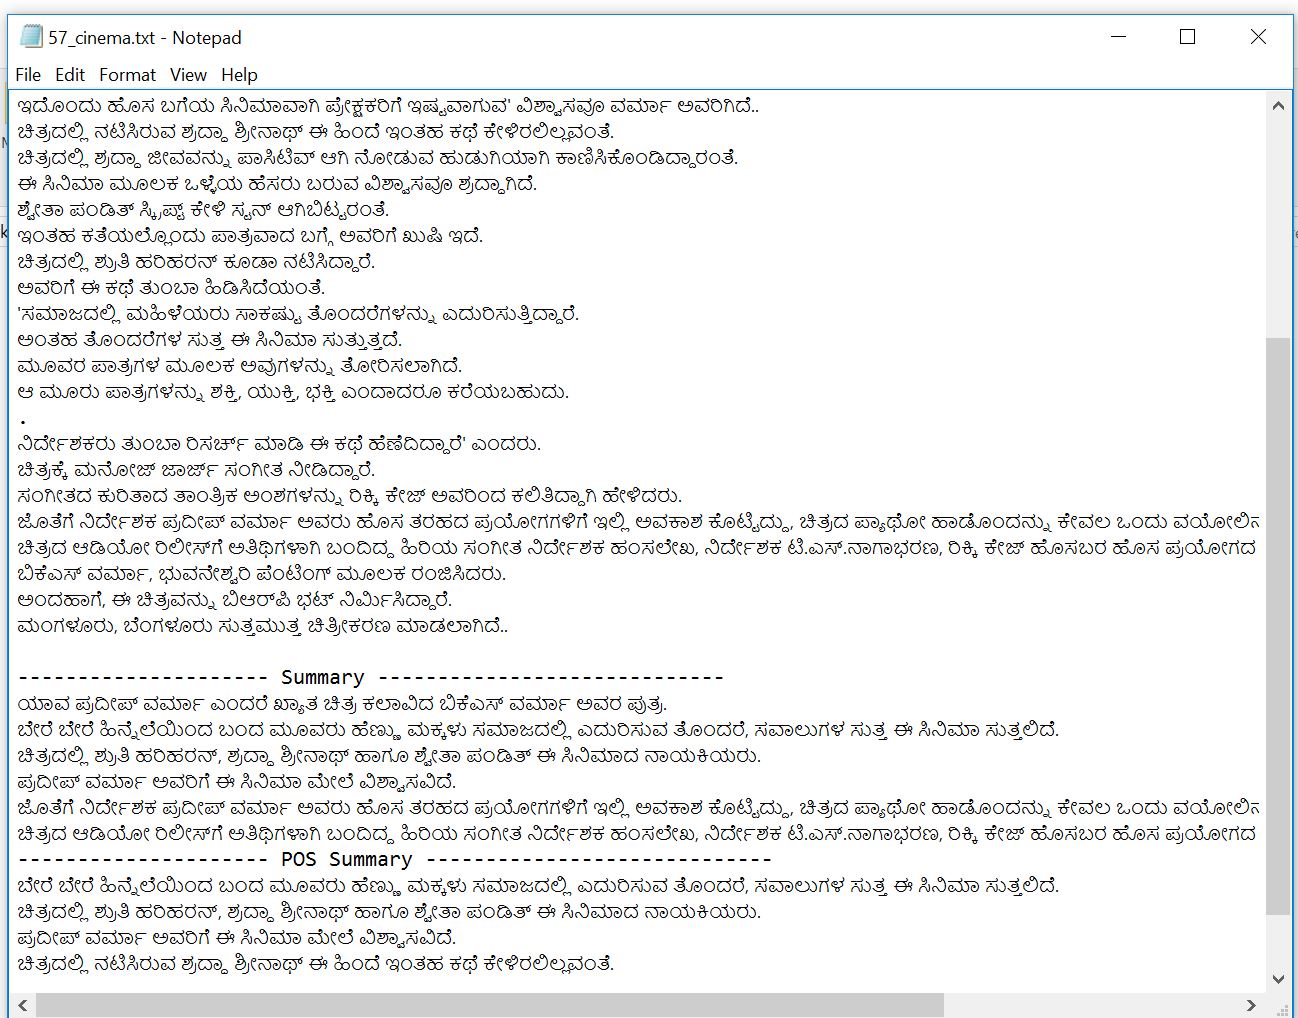 57_cinema.txt - Notepad
File Edit Format View Help
ಇದೊಂದು ಹೊಸ ಬಗೆಯ ಸಿನಿಮಾವಾಗಿ ಪ್ರೇಕ್ಷಕರಿಗೆ ಇಷ್ಟವಾಗುವ' ವಿಶ್ವಾಸವೂ ವರ್ಮಾ ಅವರಿಗಿದೆ..
ಚಿತ್ರದಲ್ಲಿ ನಟಿಸಿರುವ ಶ್ರದ್ಧಾ ಶ್ರೀನಾಥ್ ಈ ಹಿಂದೆ ಇಂತಹ ಕಥೆ ಕೇಳಿರಲಿಲ್ಲವಂತೆ.
ಚಿತ್ರದಲ್ಲಿ ಶ್ರದ್ಧಾ ಜೀವವನ್ನು ಪಾಸಿಟಿವ್ ಆಗಿ ನೋಡುವ ಹುಡುಗಿಯಾಗಿ ಕಾಣಿಸಿಕೊಂಡಿದ್ದಾರಂತೆ.
ಈ ಸಿನಿಮಾ ಮೂಲಕ ಒಳ್ಳೆಯ ಹೆಸರು ಬರುವ ವಿಶ್ವಾಸವೂ ಶ್ರದ್ಧಾಗಿದೆ.
ಶ್ವೇತಾ ಪಂಡಿತ್ ಸ್ಕ್ರಿಪ್ಟ್ ಕೇಳಿ ಸ್ಟನ್ ಆಗಿಬಿಟ್ಟರಂತೆ.
ಇಂತಹ ಕತೆಯಲ್ಲೊಂದು ಪಾತ್ರವಾದ ಬಗ್ಗೆ ಅವರಿಗೆ ಖುಷಿ ಇದೆ.
ಚಿತ್ರದಲ್ಲಿ ಶ್ರುತಿ ಹರಿಹರನ್ ಕೂಡಾ ನಟಿಸಿದ್ದಾರೆ.
ಅವರಿಗೆ ಈ ಕಥೆ ತುಂಬಾ ಹಿಡಿಸಿದೆಯಂತೆ.
'ಸಮಾಜದಲ್ಲಿ ಮಹಿಳೆಯರು ಸಾಕಷ್ಟು ತೊಂದರೆಗಳನ್ನು ಎದುರಿಸುತ್ತಿದ್ದಾರೆ.
ಅಂತಹ ತೊಂದರೆಗಳ ಸುತ್ತ ಈ ಸಿನಿಮಾ ಸುತ್ತುತ್ತದೆ.
ಮೂವರ ಪಾತ್ರಗಳ ಮೂಲಕ ಅವುಗಳನ್ನು ತೋರಿಸಲಾಗಿದೆ.
ಆ ಮೂರು ಪಾತ್ರಗಳನ್ನು ಶಕ್ತಿ, ಯುಕ್ತಿ, ಭಕ್ತಿ ಎಂದಾದರೂ ಕರೆಯಬಹುದು.
.
ನಿರ್ದೇಶಕರು ತುಂಬಾ ರಿಸರ್ಚ್ ಮಾಡಿ ಈ ಕಥೆ ಹೆಣೆದಿದ್ದಾರೆ' ಎಂದರು.
ಚಿತ್ರಕ್ಕೆ ಮನೋಜ್ ಜಾರ್ಜ್ ಸಂಗೀತ ನೀಡಿದ್ದಾರೆ.
ಸಂಗೀತದ ಕುರಿತಾದ ತಾಂತ್ರಿಕ ಅಂಶಗಳನ್ನು ರಿಕ್ಕಿ ಕೇಜ್ ಅವರಿಂದ ಕಲಿತಿದ್ದಾಗಿ ಹೇಳಿದರು.
ಜೊತೆಗೆ ನಿರ್ದೇಶಕ ಪ್ರದೀಪ್ ವರ್ಮಾ ಅವರು ಹೊಸ ತರಹದ ಪ್ರಯೋಗಗಳಿಗೆ ಇಲ್ಲಿ ಅವಕಾಶ ಕೊಟ್ಟಿದ್ದು, ಚಿತ್ರದ ಪ್ಯಾಥೋ ಹಾಡೊಂದನ್ನು ಕೇವಲ ಒಂದು
ಚಿತ್ರದ ಆಡಿಯೋ ರಿಲೀಸ್‌ಗೆ ಅತಿಥಿಗಳಾಗಿ ಬಂದಿದ್ದ ಹಿರಿಯ ಸಂಗೀತ ನಿರ್ದೇಶಕ ಹಂಸಲೇಖ, ನಿರ್ದೇಶಕ ಟಿ.ಎಸ್.ನಾಗಾಭರಣ, ರಿಕ್ಕಿ ಕೇಜ್ ಹೊಸಬರ ಹೊಸ ಪ್ರಯೋಗದ
ಬಿಕೆಎಸ್ ವರ್ಮಾ, ಭುವನೇಶ್ವರಿ ಪೆಂಟಿಂಗ್ ಮೂಲಕ ರಂಜಿಸಿದರು.
ಅಂದಹಾಗೆ, ಈ ಚಿತ್ರವನ್ನು ಬಿಆರ್‌ಪಿ ಭಟ್ ನಿರ್ಮಿಸಿದ್ದಾರೆ.
ಮಂಗಳೂರು, ಬೆಂಗಳೂರು ಸುತ್ತಮುತ್ತ ಚಿತ್ರೀಕರಣ ಮಾಡಲಾಗಿದೆ..
--------------------- Summary -----------------------------
ಯಾವ ಪ್ರದೀಪ್ ವರ್ಮಾ ಎಂದರೆ ಖ್ಯಾತ ಚಿತ್ರ ಕಲಾವಿದ ಬಿಕೆಎಸ್ ವರ್ಮಾ ಅವರ ಪುತ್ರ.
ಬೇರೆ ಬೇರೆ ಹಿನ್ನೆಲೆಯಿಂದ ಬಂದ ಮೂವರು ಹೆಣ್ಣು ಮಕ್ಕಳು ಸಮಾಜದಲ್ಲಿ ಎದುರಿಸುವ ತೊಂದರೆ, ಸವಾಲುಗಳ ಸುತ್ತ ಈ ಸಿನಿಮಾ ಸುತ್ತಲಿದೆ.
ಚಿತ್ರದಲ್ಲಿ ಶ್ರುತಿ ಹರಿಹರನ್, ಶ್ರದ್ಧಾ ಶ್ರೀನಾಥ್ ಹಾಗೂ ಶ್ವೇತಾ ಪಂಡಿತ್ ಈ ಸಿನಿಮಾದ ನಾಯಕಿಯರು.
ಪ್ರದೀಪ್ ವರ್ಮಾ ಅವರಿಗೆ ಈ ಸಿನಿಮಾ ಮೇಲೆ ವಿಶ್ವಾಸವಿದೆ.
ಜೊತೆಗೆ ನಿರ್ದೇಶಕ ಪ್ರದೀಪ್ ವರ್ಮಾ ಅವರು ಹೊಸ ತರಹದ ಪ್ರಯೋಗಗಳಿಗೆ ಇಲ್ಲಿ ಅವಕಾಶ ಕೊಟ್ಟಿದ್ದು, ಚಿತ್ರದ ಪ್ಯಾಥೋ ಹಾಡೊಂದನ್ನು ಕೇವಲ ಒಂದು
ಚಿತ್ರದ ಆಡಿಯೋ ರಿಲೀಸ್‌ಗೆ ಅತಿಥಿಗಳಾಗಿ ಬಂದಿದ್ದ ಹಿರಿಯ ಸಂಗೀತ ನಿರ್ದೇಶಕ ಹಂಸಲೇಖ, ನಿರ್ದೇಶಕ ಟಿ.ಎಸ್.ನಾಗಾಭರಣ, ರಿಕ್ಕಿ ಕೇಜ್ ಹೊಸಬರ ಹೊಸ ಪ್ರಯೋಗದ
--------------------- POS Summary -----------------------------
ಬೇರೆ ಬೇರೆ ಹಿನ್ನೆಲೆಯಿಂದ ಬಂದ ಮೂವರು ಹೆಣ್ಣು ಮಕ್ಕಳು ಸಮಾಜದಲ್ಲಿ ಎದುರಿಸುವ ತೊಂದರೆ, ಸವಾಲುಗಳ ಸುತ್ತ ಈ ಸಿನಿಮಾ ಸುತ್ತಲಿದೆ.
ಚಿತ್ರದಲ್ಲಿ ಶ್ರುತಿ ಹರಿಹರನ್, ಶ್ರದ್ಧಾ ಶ್ರೀನಾಥ್ ಹಾಗೂ ಶ್ವೇತಾ ಪಂಡಿತ್ ಈ ಸಿನಿಮಾದ ನಾಯಕಿಯರು.
ಪ್ರದೀಪ್ ವರ್ಮಾ ಅವರಿಗೆ ಈ ಸಿನಿಮಾ ಮೇಲೆ ವಿಶ್ವಾಸವಿದೆ.
ಚಿತ್ರದಲ್ಲಿ ನಟಿಸಿರುವ ಶ್ರದ್ಧಾ ಶ್ರೀನಾಥ್ ಈ ಹಿಂದೆ ಇಂತಹ ಕಥೆ ಕೇಳಿರಲಿಲ್ಲವಂತೆ.